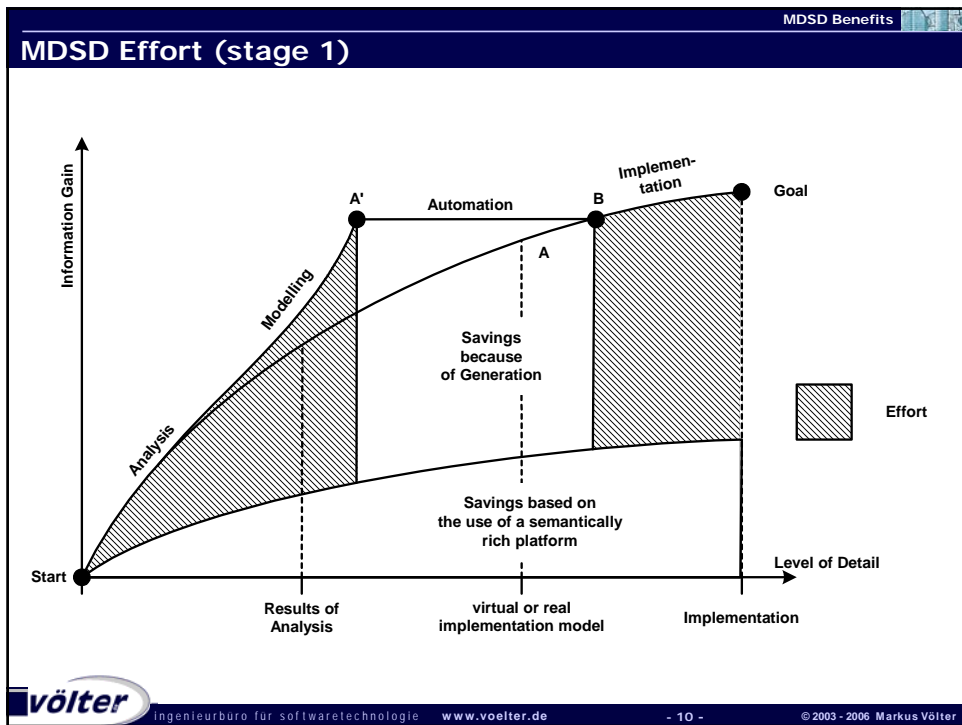 MDSD Benefits
MDSD Effort (stage 1)
Information Gain
Implemen-
tation
Goal
A'
Automation
B
A
Modelling
Analysis
Savings
because
of Generation
Effort
Savings based on
the use of a semantically
rich platform
Start
Level of Detail
Results of
Analysis
virtual or real
implementation model
Implementation
völter
ingenieurbüro für softwaretechnologie www.voelter.de - 10 - © 2003 - 2006 Markus Völter